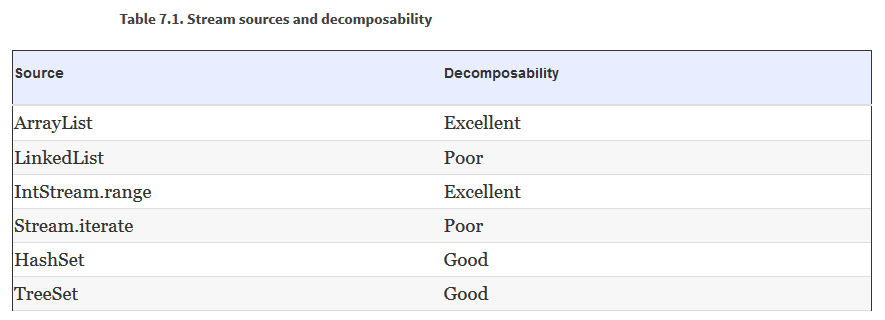 Table 7.1. Stream sources and decomposability
Source Decomposability
ArrayList Excellent
LinkedList Poor
IntStream.range Excellent
Stream.iterate Poor
HashSet Good
TreeSet Good